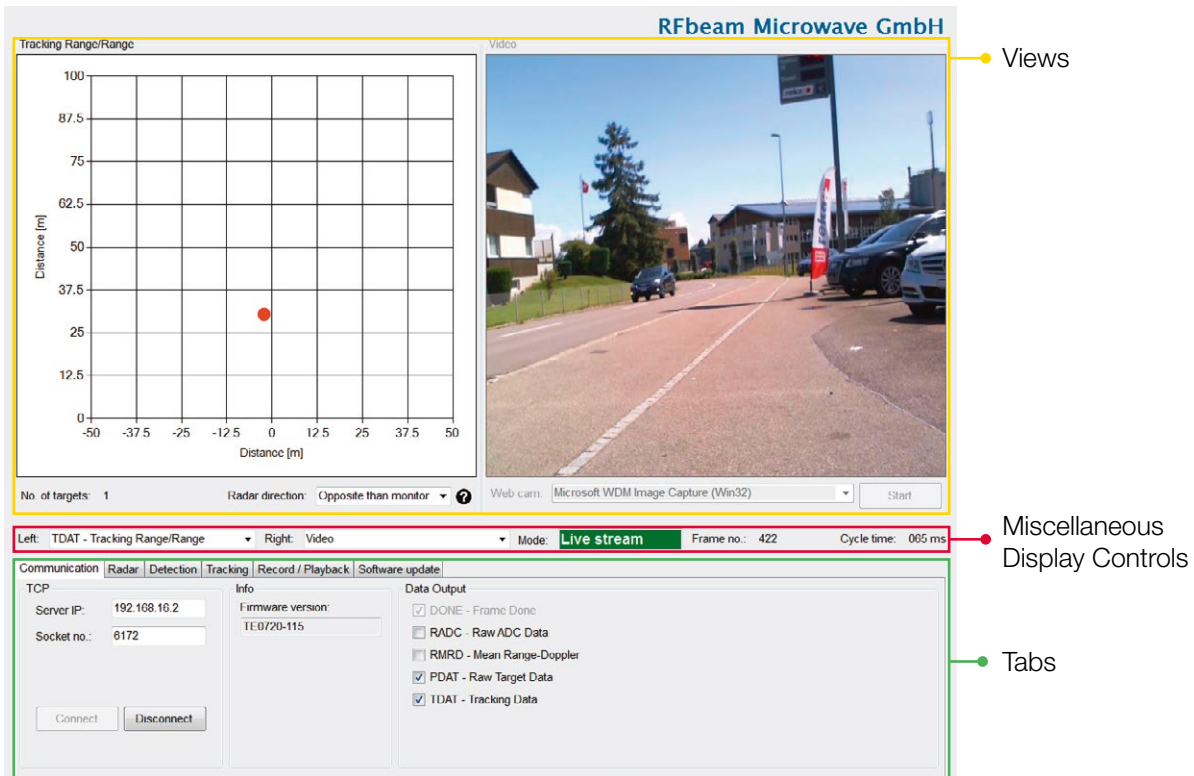 RFbeam Microwave GmbH
Tracking Range/Range
Video
Views
100
87.5
75
62.5
50
37.5
25
12.5
0
Distance [m]
-50 -37.5 -25 -12.5 0 12.5 25 37.5 50
Distance [m]
No. of targets: 1 Radar direction: Opposite than monitor ?
Web cam: Microsoft WDM Image Capture (Win32) Start
Left: TDAT - Tracking Range/Range Right: Video Mode: Live stream Frame no.: 422 Cycle time: 065 ms
Miscellaneous
Display Controls
Communication Radar Detection Tracking Record / Playback Software update
TCP
Server IP: 192.168.16.2
Socket no.: 6172
Connect Disconnect
Info
Firmware version:
TE0720-115
Data Output
DONE - Frame Done
RADC - Raw ADC Data
RMRD - Mean Range-Doppler
PDAT - Raw Target Data
TDAT - Tracking Data
Tabs